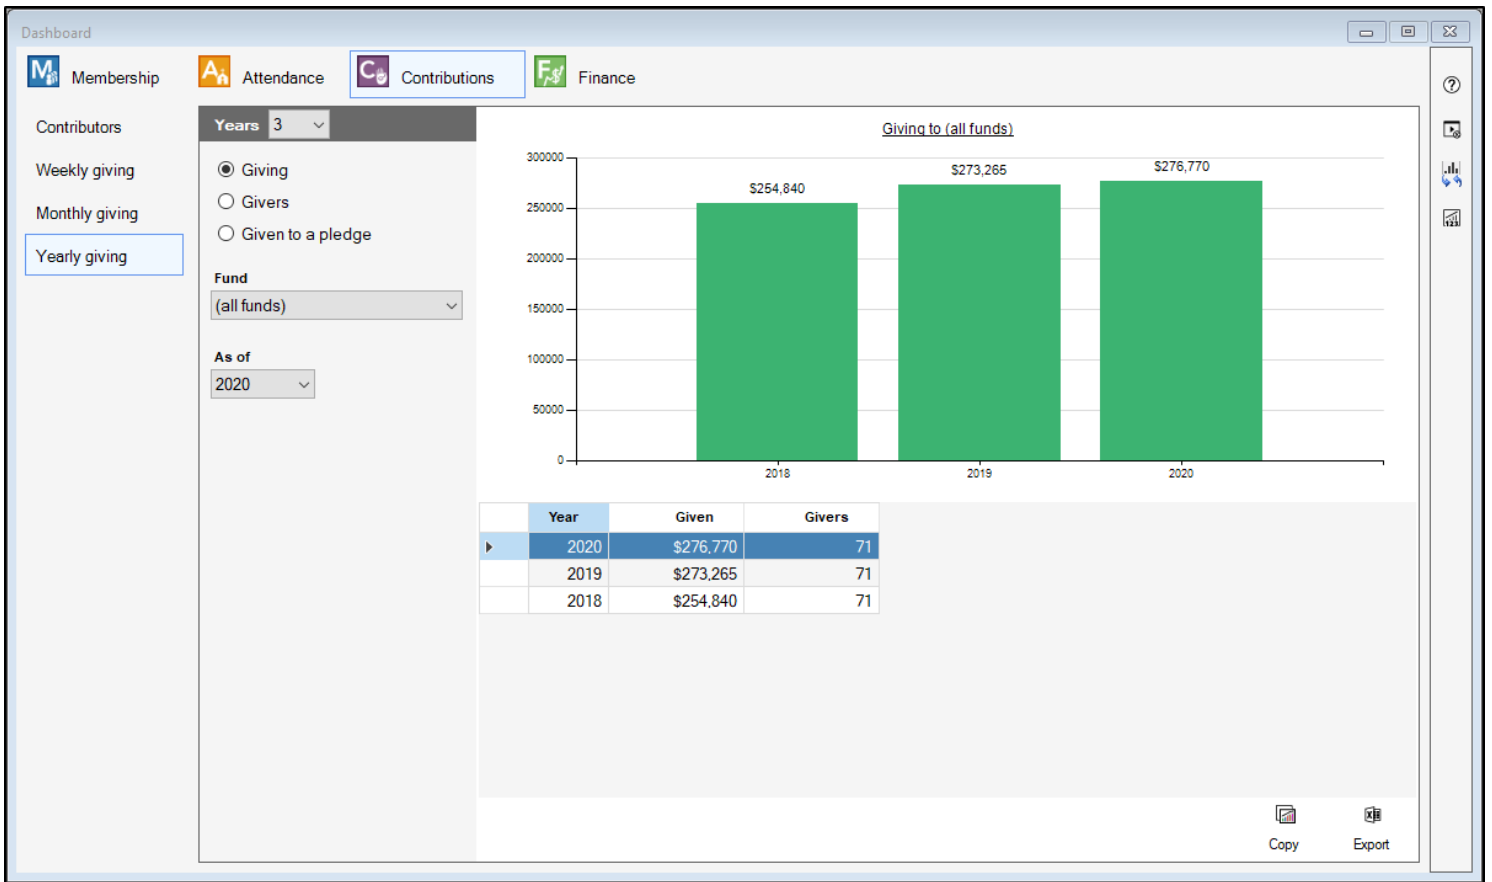 Dashboard
Membership Attendance Contributions Finance
Contributors
Weekly giving
Monthly giving
Yearly giving
Years 3
Giving
Givers
Given to a pledge
Fund
(all funds)
As of
2020
Giving to (all funds)
300000
250000
200000
150000
100000
50000
0
$254,840 $273,265 $276,770
2018 2019 2020
Year Given Givers
2020 $276,770 71
2019 $273,265 71
2018 $254,840 71
Copy Export
123